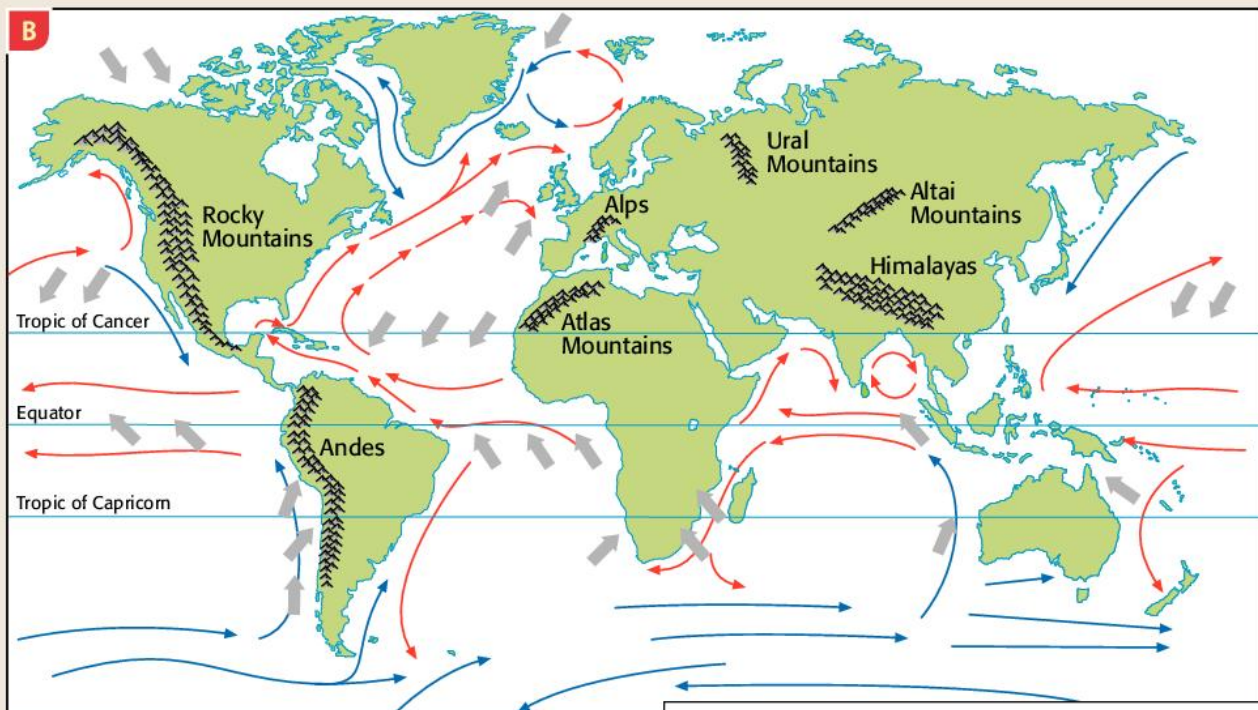 B
Ural
Mountains
Altai
Mountains
Alps
Rocky
Mountains
Himalayas
Tropic of Cancer
Atlas
Mountains
Equator
Andes
Tropic of Capricorn